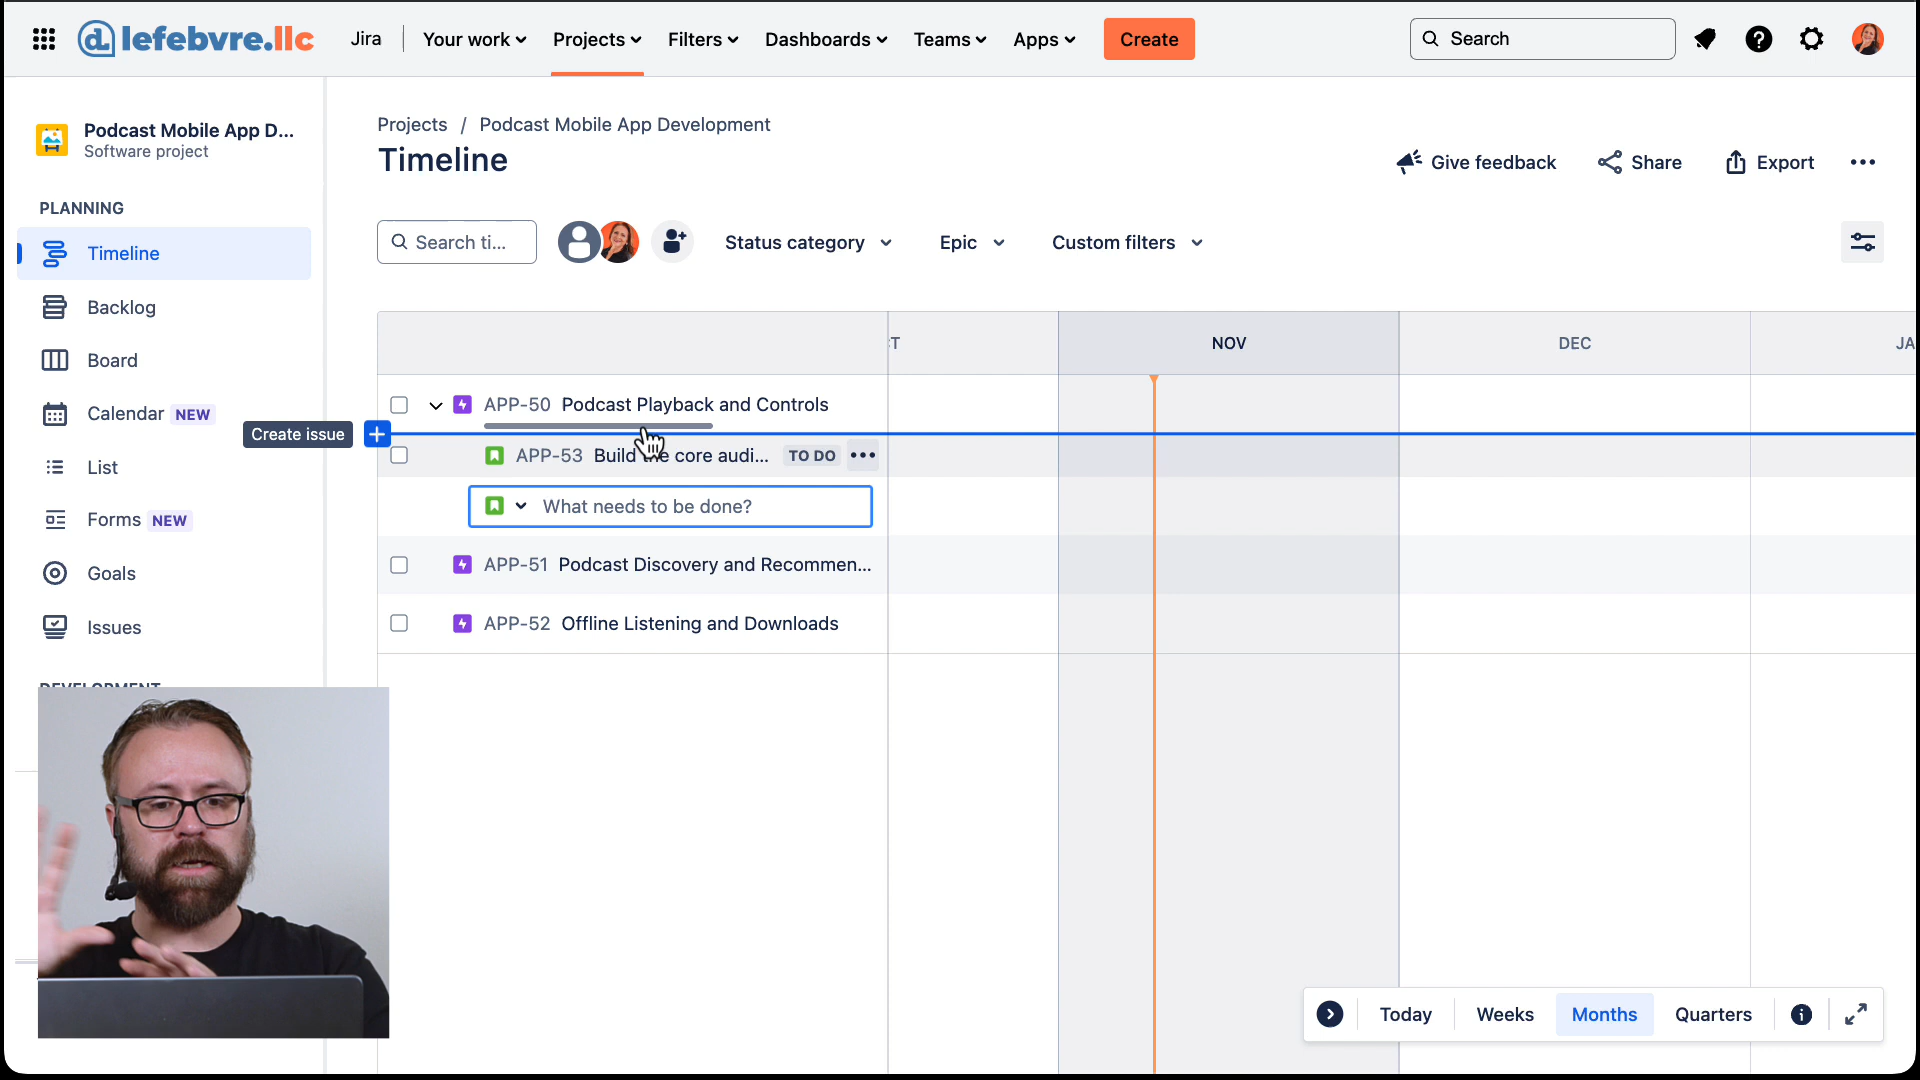 lefebvre.llc Jira Your work Projects Filters Dashboards Teams Apps Create Search
Podcast Mobile App D...
Software project
PLANNING
Timeline
Backlog
Board
Calendar NEW
List
Forms NEW
Goals
Issues
Projects / Podcast Mobile App Development
Timeline
Give feedback Share Export
Search ti... Status category Epic Custom filters
NOV DEC JA
APP-50 Podcast Playback and Controls
Create issue
APP-53 Build the core audi... TO DO
What needs to be done?
APP-51 Podcast Discovery and Recommen...
APP-52 Offline Listening and Downloads
Today Weeks Months Quarters